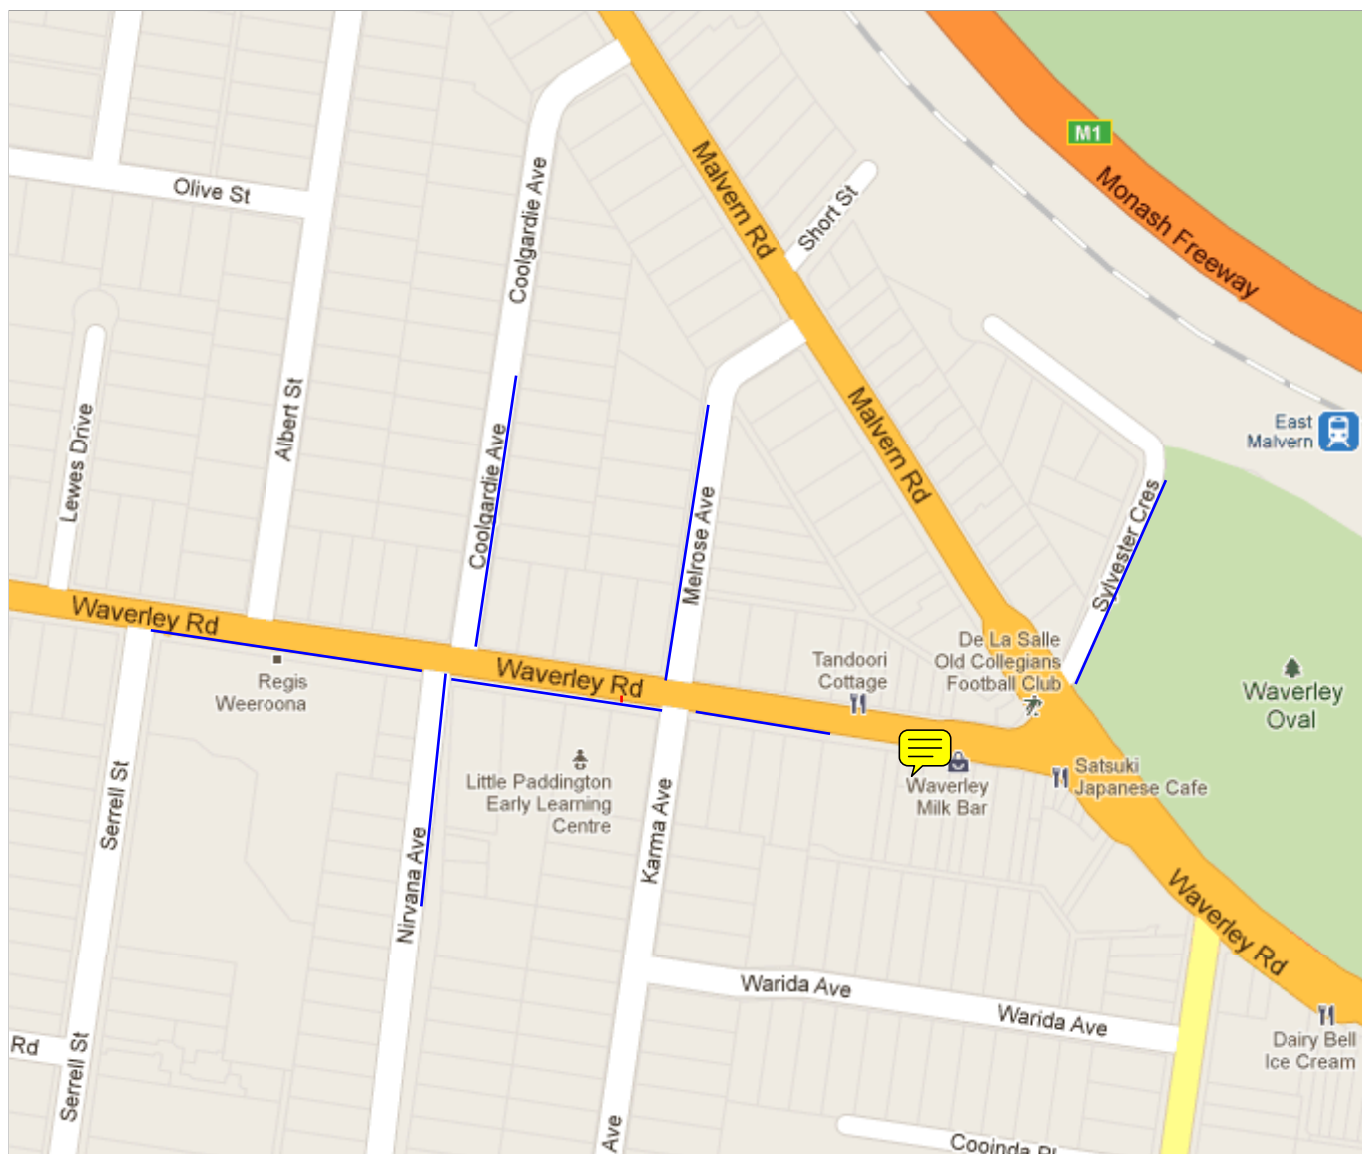 M1
Monash Freeway
Malvern Rd
Short St
Olive St
Coolgardie Ave
Albert St
Lewes Drive
Coolgardie Ave
Melrose Ave
Malvern Rd
East
Malvern
Sylvester Cres
Waverley Rd
Waverley Rd
Regis
Weeroona
Tandoori
Cottage
De La Salle
Old Collegians
Football Club
Waverley
Oval
Waverley
Milk Bar
Satsuki
Japanese Cafe
Little Paddington
Early Learning
Centre
Serrell St
Nirvana Ave
Karma Ave
Waverley Rd
Warida Ave
Warida Ave
Rd
Serrell St
Dairy Bell
Ice Cream
Ave
Cooinda Pl